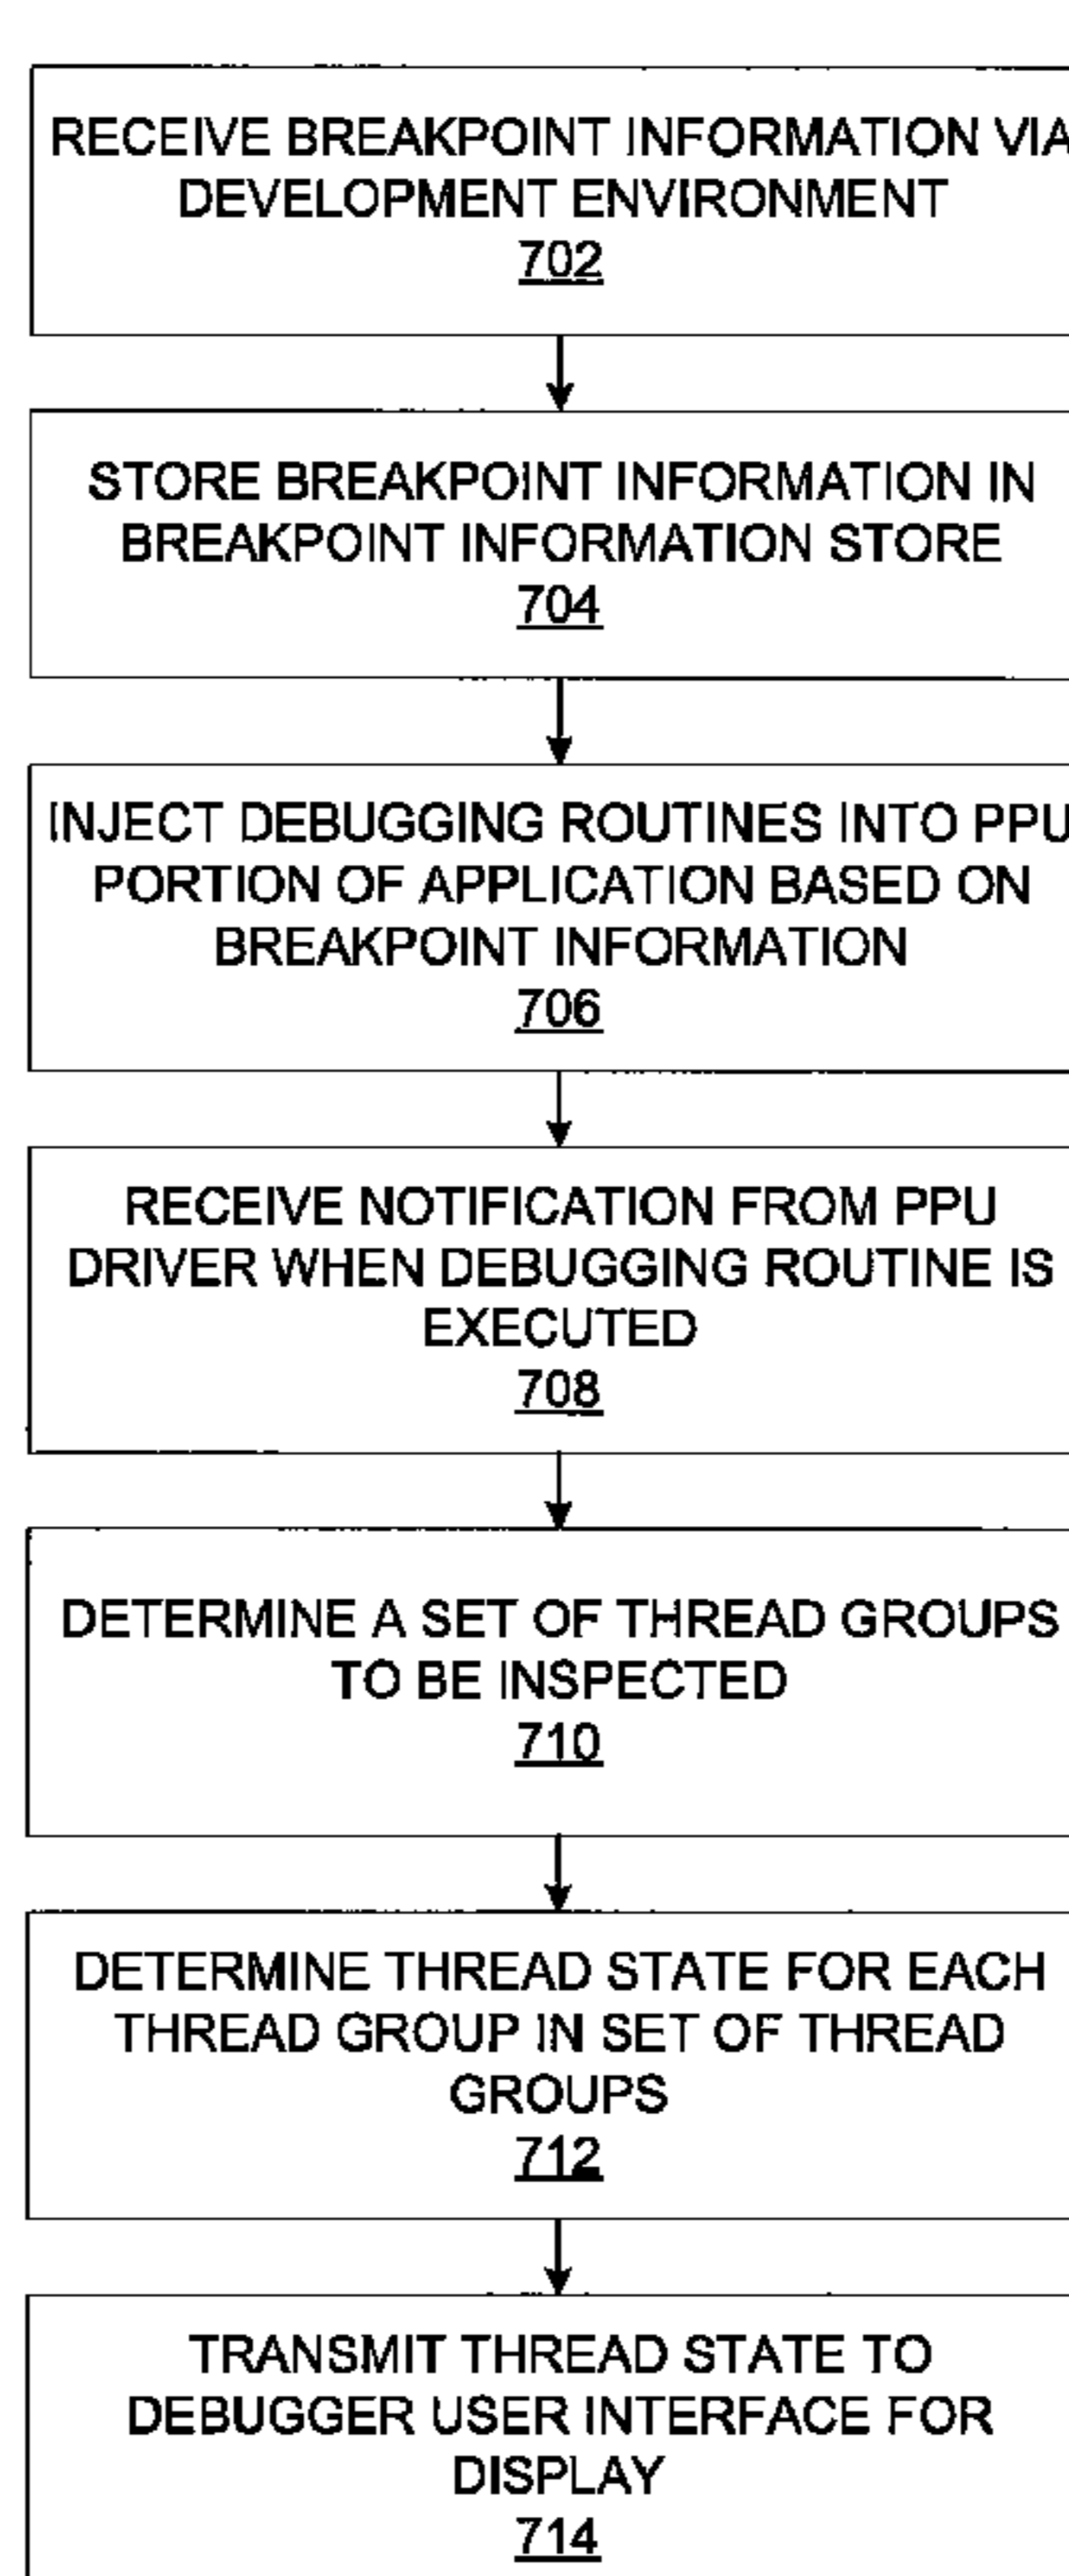 RECEIVE BREAKPOINT INFORMATION VIA
DEVELOPMENT ENVIRONMENT
702
STORE BREAKPOINT INFORMATION IN
BREAKPOINT INFORMATION STORE
704
INJECT DEBUGGING ROUTINES INTO PPU
PORTION OF APPLICATION BASED ON
BREAKPOINT INFORMATION
706
RECEIVE NOTIFICATION FROM PPU
DRIVER WHEN DEBUGGING ROUTINE IS
EXECUTED
708
DETERMINE A SET OF THREAD GROUPS
TO BE INSPECTED
710
DETERMINE THREAD STATE FOR EACH
THREAD GROUP IN SET OF THREAD
GROUPS
712
TRANSMIT THREAD STATE TO
DEBUGGER USER INTERFACE FOR
DISPLAY
714